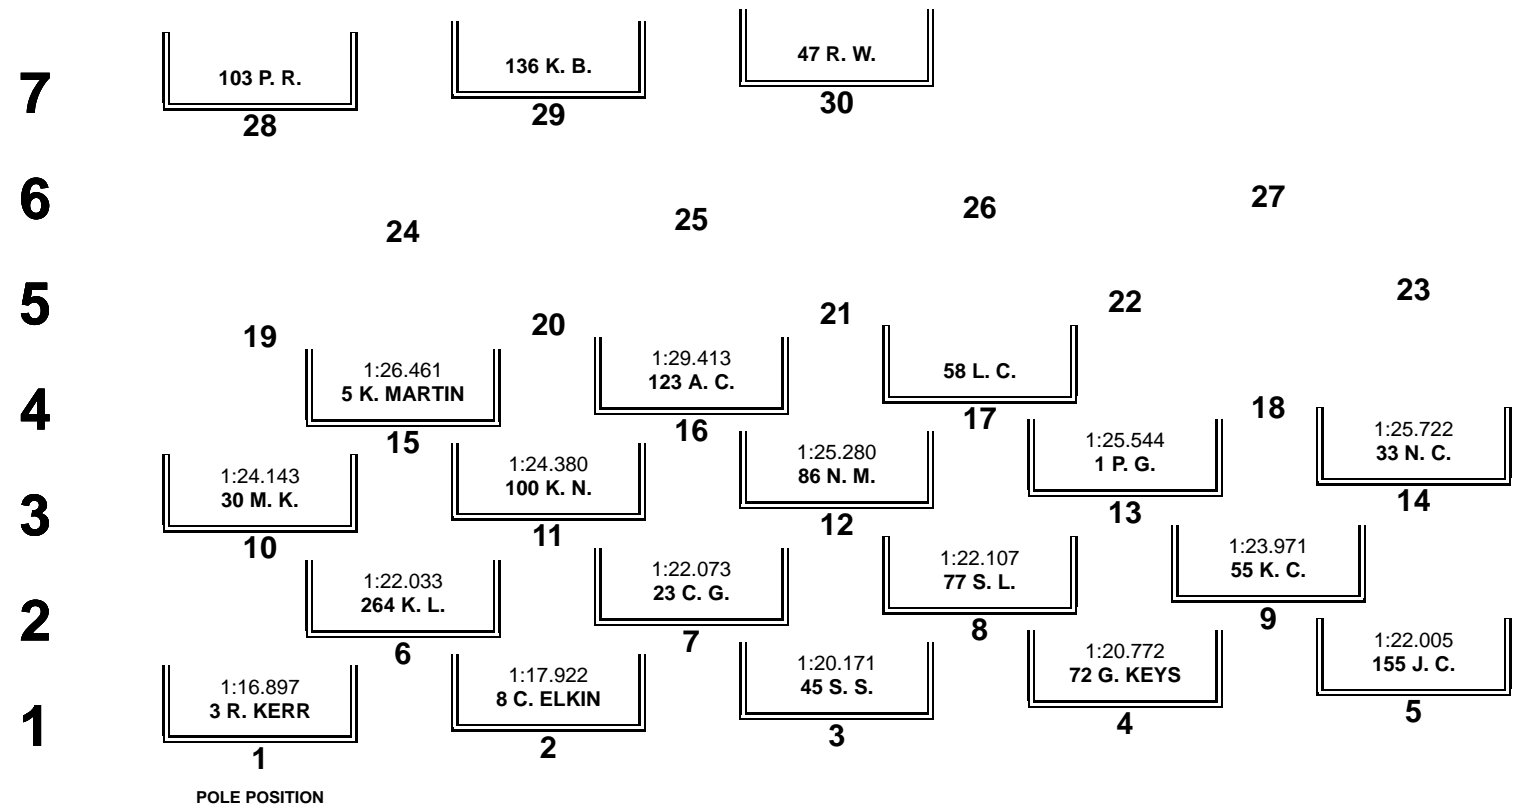 7
103 P. R.
28
136 K. B.
29
47 R. W.
30
6
24
25
26
27
5
19
20
21
22
23
4
1:26.461
5 K. MARTIN
15
1:29.413
123 A. C.
16
58 L. C.
17
18
3
1:24.143
30 M. K.
10
1:24.380
100 K. N.
11
1:25.280
86 N. M.
12
1:25.544
1 P. G.
13
1:25.722
33 N. C.
14
2
1:22.033
264 K. L.
6
1:22.073
23 C. G.
7
1:22.107
77 S. L.
8
1:23.971
55 K. C.
9
1
1:16.897
3 R. KERR
1
1:17.922
8 C. ELKIN
2
1:20.171
45 S. S.
3
1:20.772
72 G. KEYS
4
1:22.005
155 J. C.
5
POLE POSITION